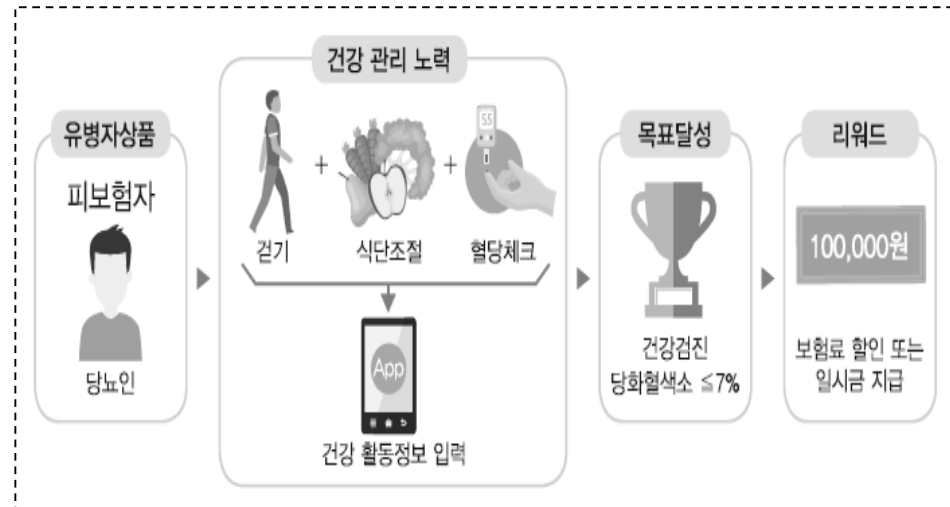 유병자상품
피보험자
당뇨인
건강 관리 노력
걷기
+
식단조절
+
5.5
혈당체크
App
건강 활동정보 입력
목표달성
건강검진
당화혈색소 ≦7%
리워드
100,000원
보험료 할인 또는
일시금 지급